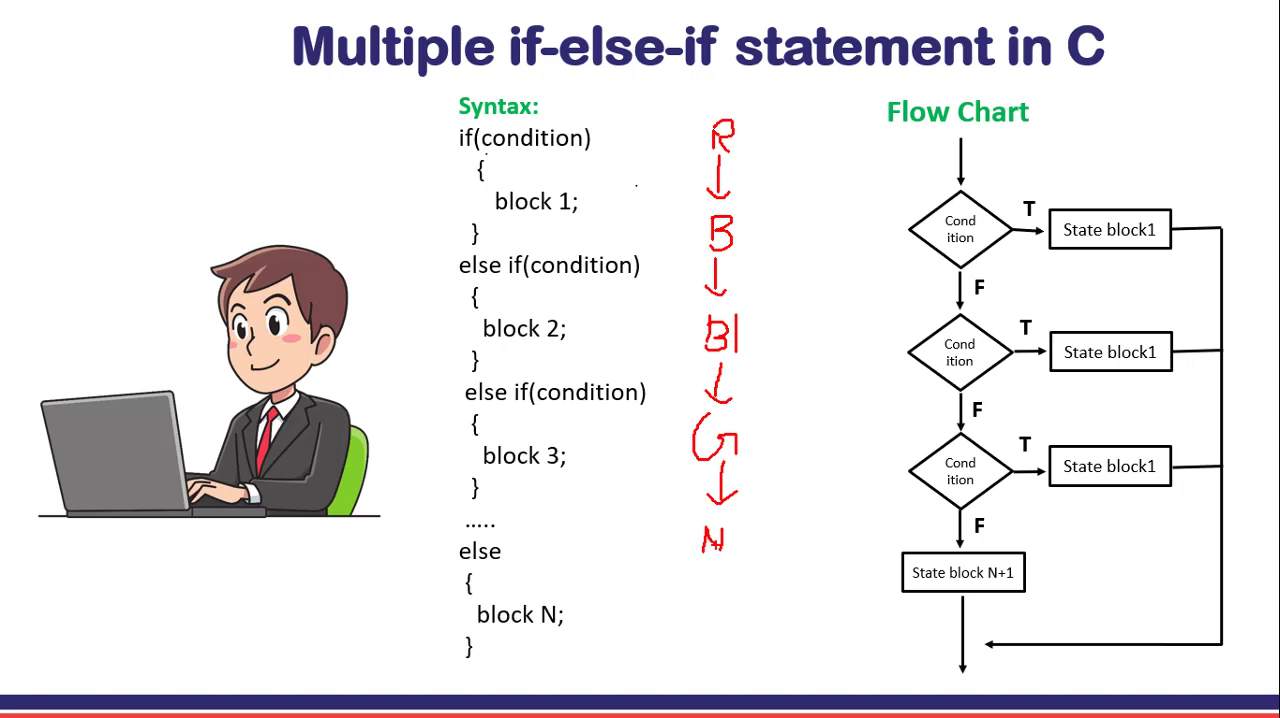 Multiple if-else-if statement in C
Syntax:
if(condition)
{
block 1;
}
else if(condition)
{
block 2;
}
else if(condition)
{
block 3;
}
.....
else
{
block N;
}
R
B
Bl
G
N
Flow Chart
Cond
ition
T
State block1
F
Cond
ition
T
State block1
F
Cond
ition
T
State block1
F
State block N+1